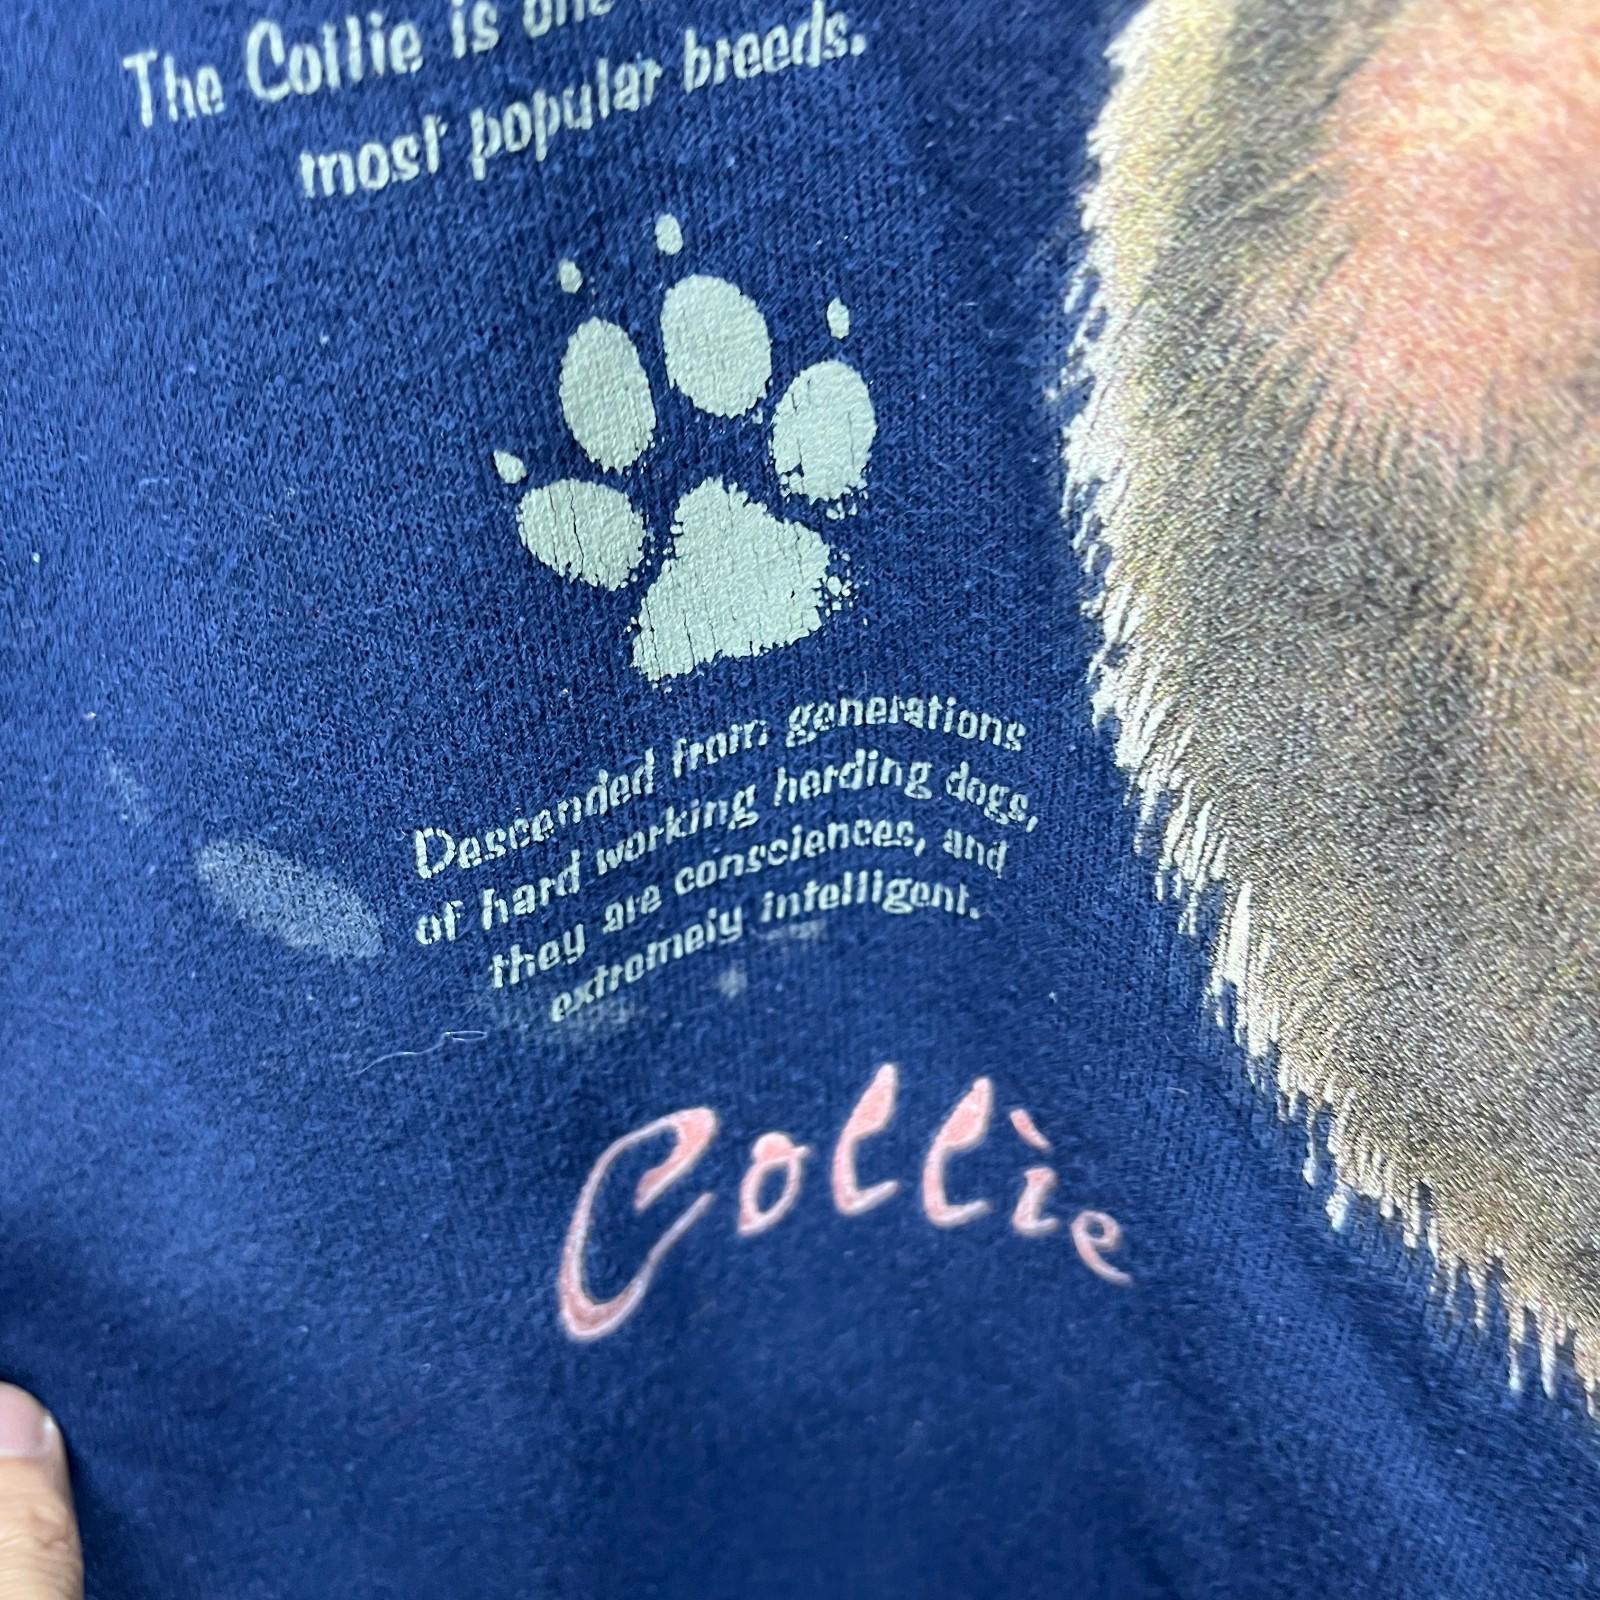 The Collie is one
most popular breeds.
Descended from generations
of hard working herding dogs,
they are consciences, and
extremely intelligent.
Collie